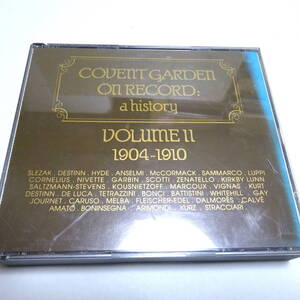 COVENT GARDEN
ON RECORD:
a history
VOLUME II
1904-1910
SLEZAK . DESTINN . HYDE . ANSELMI . McCORMACK . SAMMARCO . LUPPI
CORNELIUS . NIVETTE . GARBIN . SCOTTI . ZENATELLO . KIRKBY LUNN
SALTZMANN-STEVENS . KOUSNIETZOFF . MARCOUX . VIGNAS . KURT
DESTINN . DE LUCA . TETRAZZINI . BONCI . BATTISTINI . WHITEHILL . GAY
JOURNET . CARUSO . MELBA . FLEISCHER-EDEL . DALMORÈS . CALVÉ
AMATO . BONINSEGNA . ARIMONDI . KURZ . STRACCIARI .